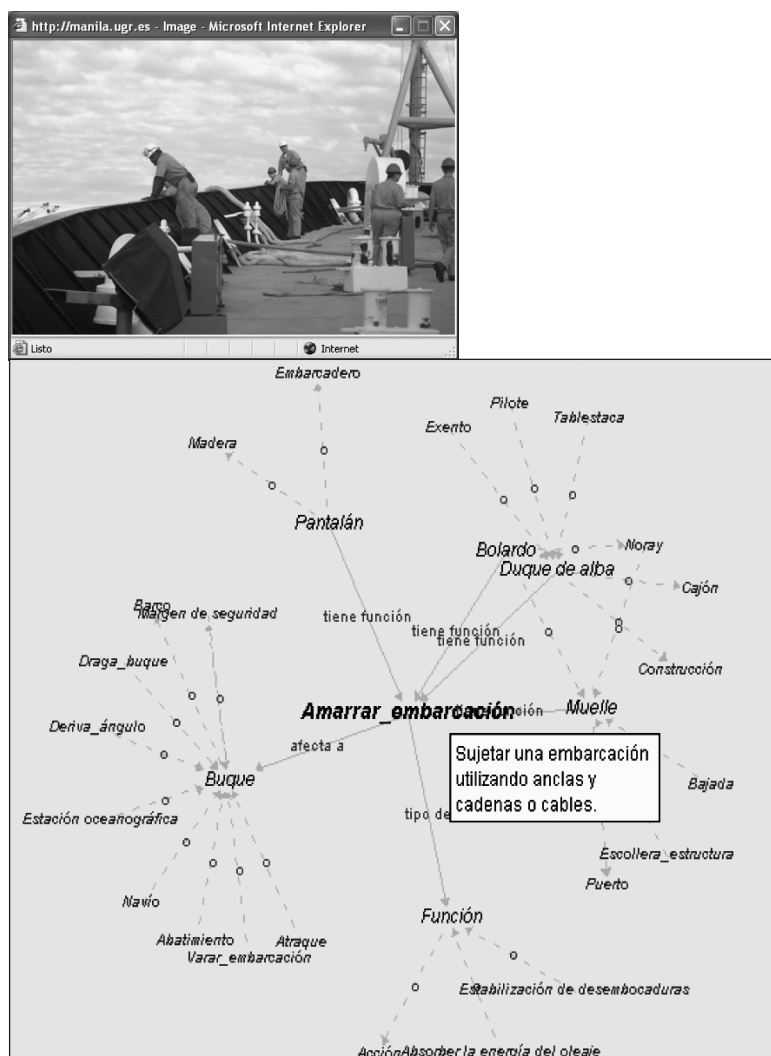 http://manila.ugr.es - Image - Microsoft Internet Explorer
Listo
Internet
Embarcadero
Pilote
Exento
Tablestaca
Madera
Pantalán
Bolardo
Noray
Duque de alba
Cajón
Barco
Margen de seguridad
tiene función
tiene función
tiene función
Draga_buque
Construcción
Amarrar_embarcación
tiene función
Muelle
Deriva_ángulo
afecta a
Sujetar una embarcación
utilizando anclas y
cadenas o cables.
Buque
Bajada
Estación oceanográfica
tipo de
Escollera_estructura
Puerto
Navío
Función
Abatimiento
Atraque
Varar_embarcación
Estabilización de desembocaduras
Acción
Absorber la energía del oleaje